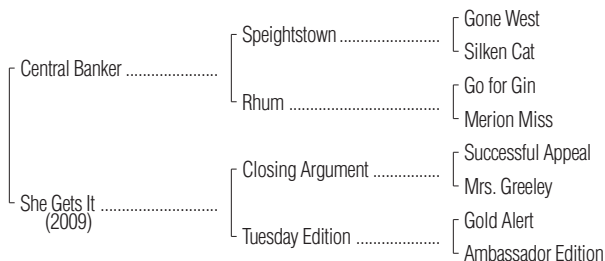 Gone West
Speightstown ........................................
Silken Cat
Central Banker .....................
Go for Gin
Rhum ..................................
Merion Miss
Successful Appeal
Closing Argument ..................
Mrs. Greeley
She Gets It ...........................
(2009)
Gold Alert
Tuesday Edition ....................
Ambassador Edition